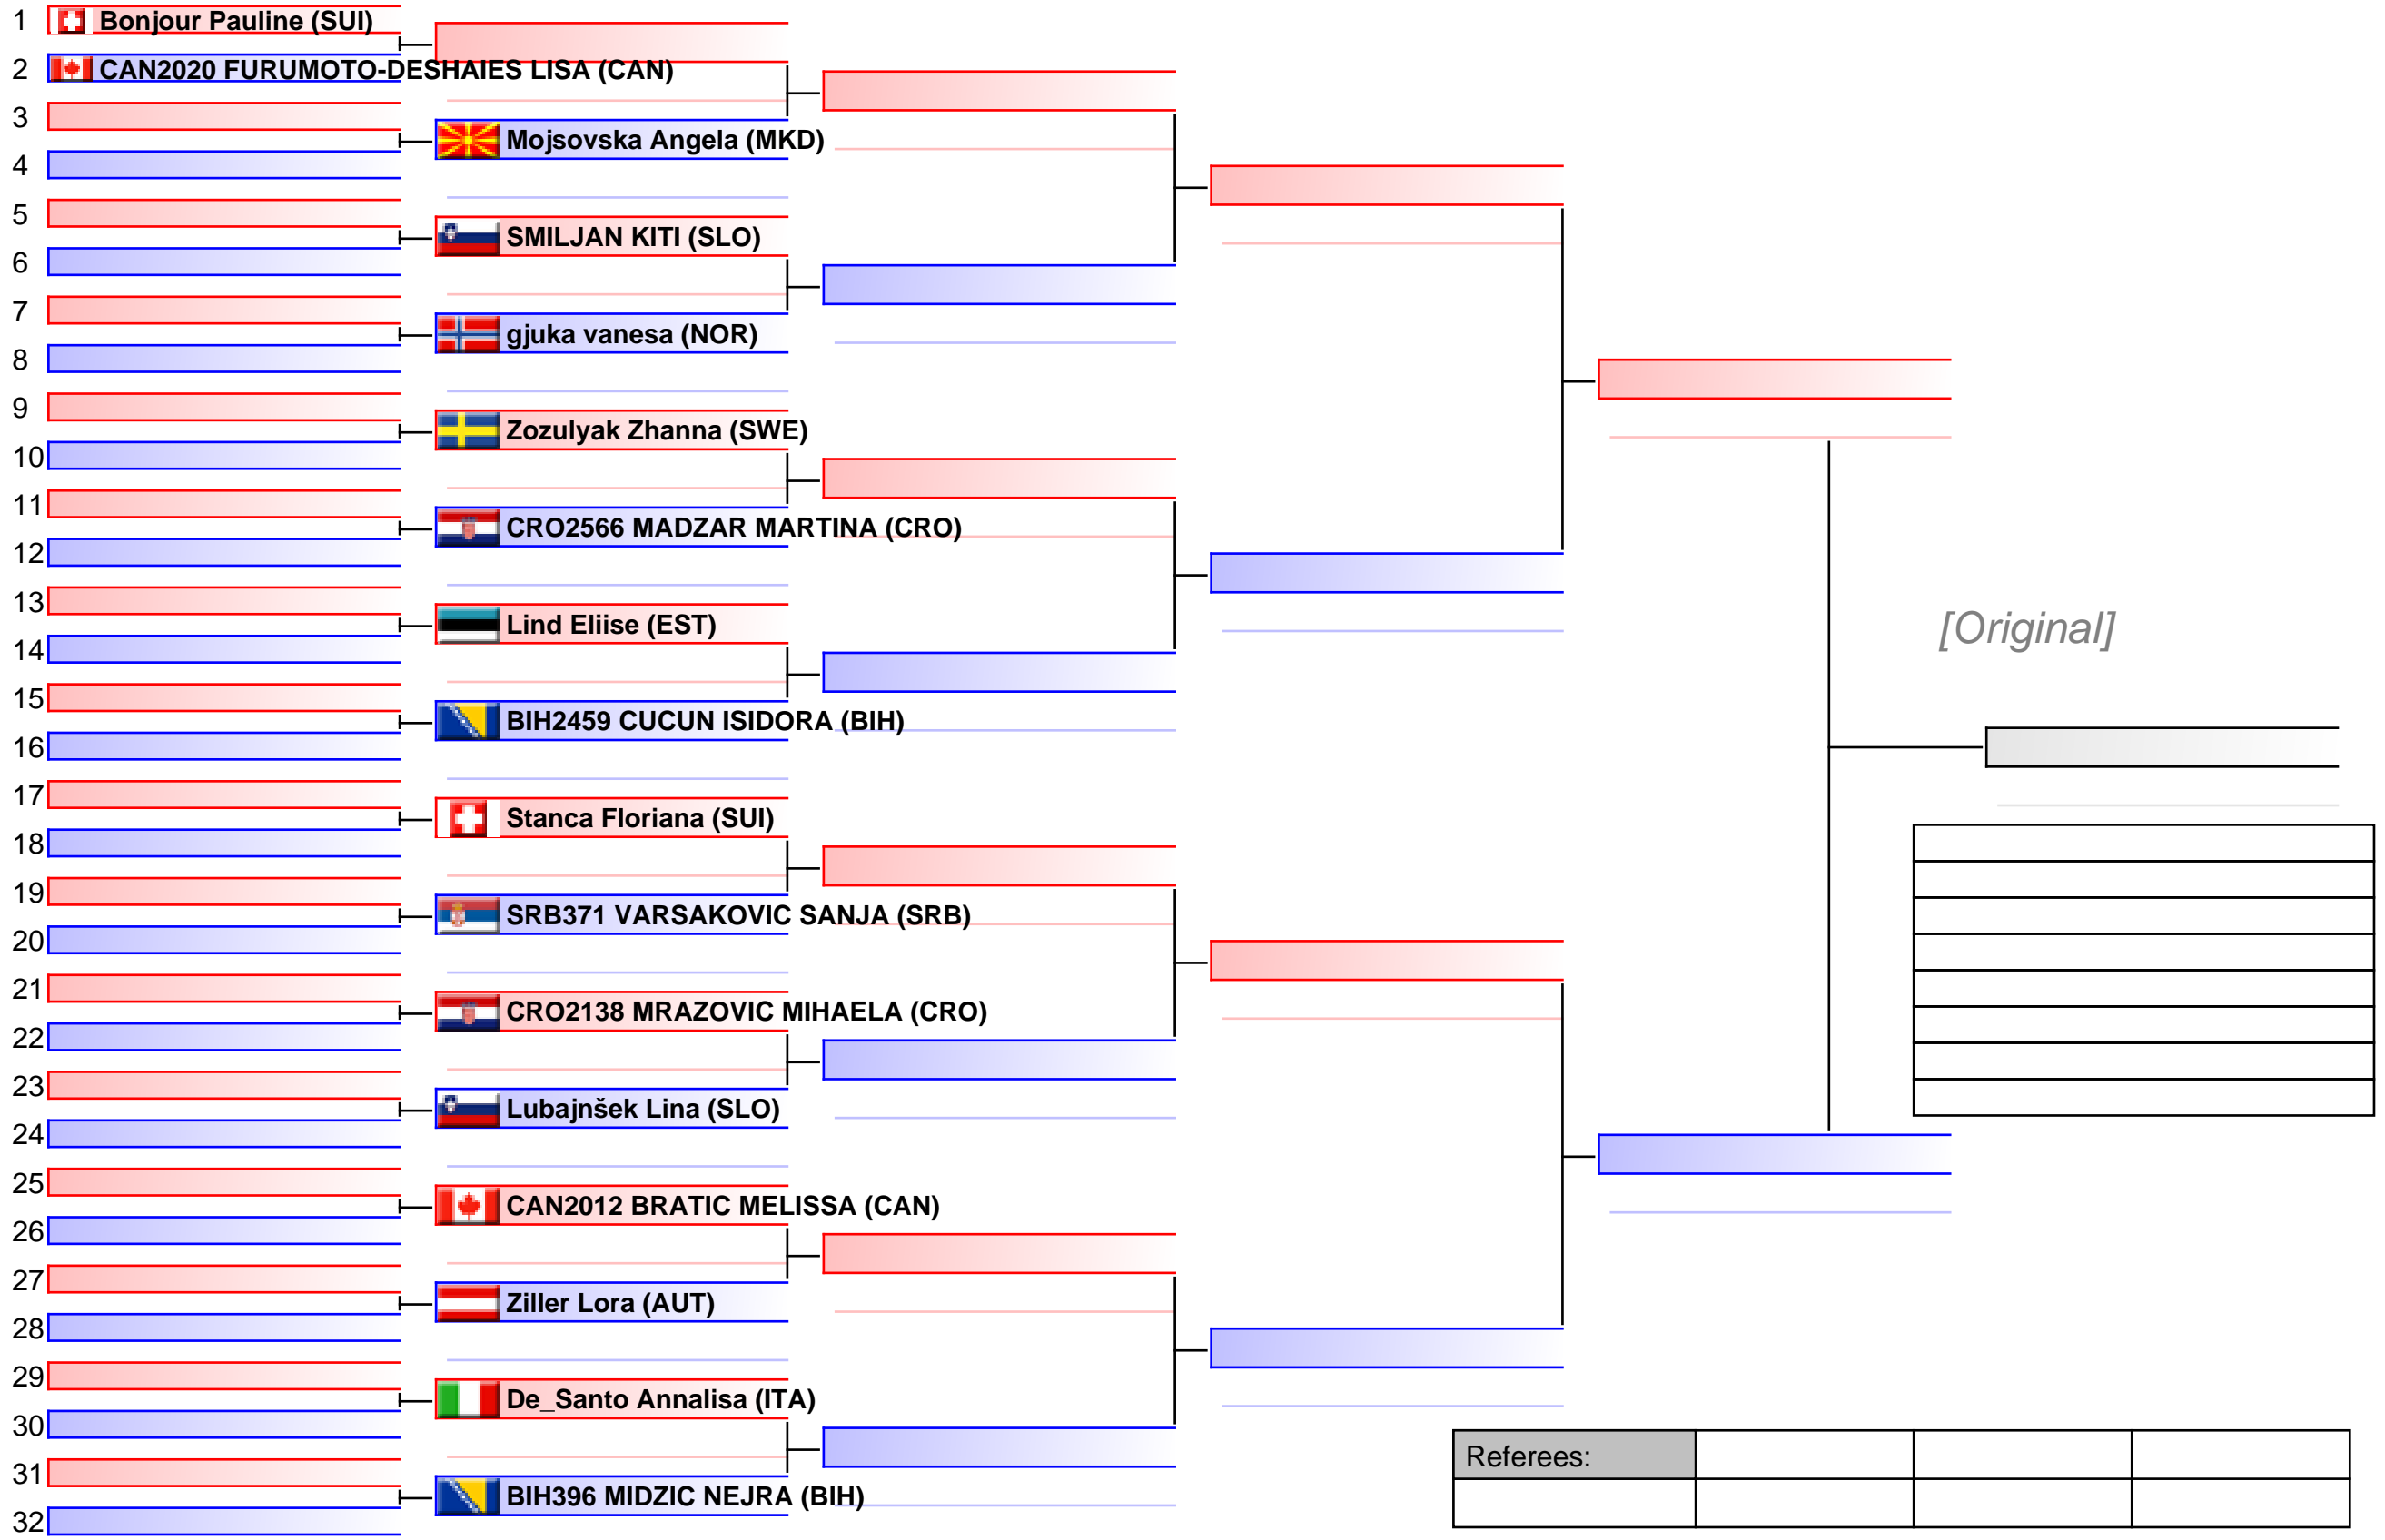 1 Bonjour Pauline (SUI)
2 CAN2020 FURUMOTO-DESHAIES LISA (CAN)
3
Mojsovska Angela (MKD)
4
5
SMILJAN KITI (SLO)
6
7
gjuka vanesa (NOR)
8
9
Zozulyak Zhanna (SWE)
10
11
CRO2566 MADZAR MARTINA (CRO)
12
13
Lind Eliise (EST)
[Original]
14
15
BIH2459 CUCUN ISIDORA (BIH)
16
17
Stanca Floriana (SUI)
18
19
SRB371 VARSAKOVIC SANJA (SRB)
20
21
CRO2138 MRAZOVIC MIHAELA (CRO)
22
23
Lubajnšek Lina (SLO)
24
25
CAN2012 BRATIC MELISSA (CAN)
26
27
Ziller Lora (AUT)
28
29
De_Santo Annalisa (ITA)
30
Referees:
31
BIH396 MIDZIC NEJRA (BIH)
32